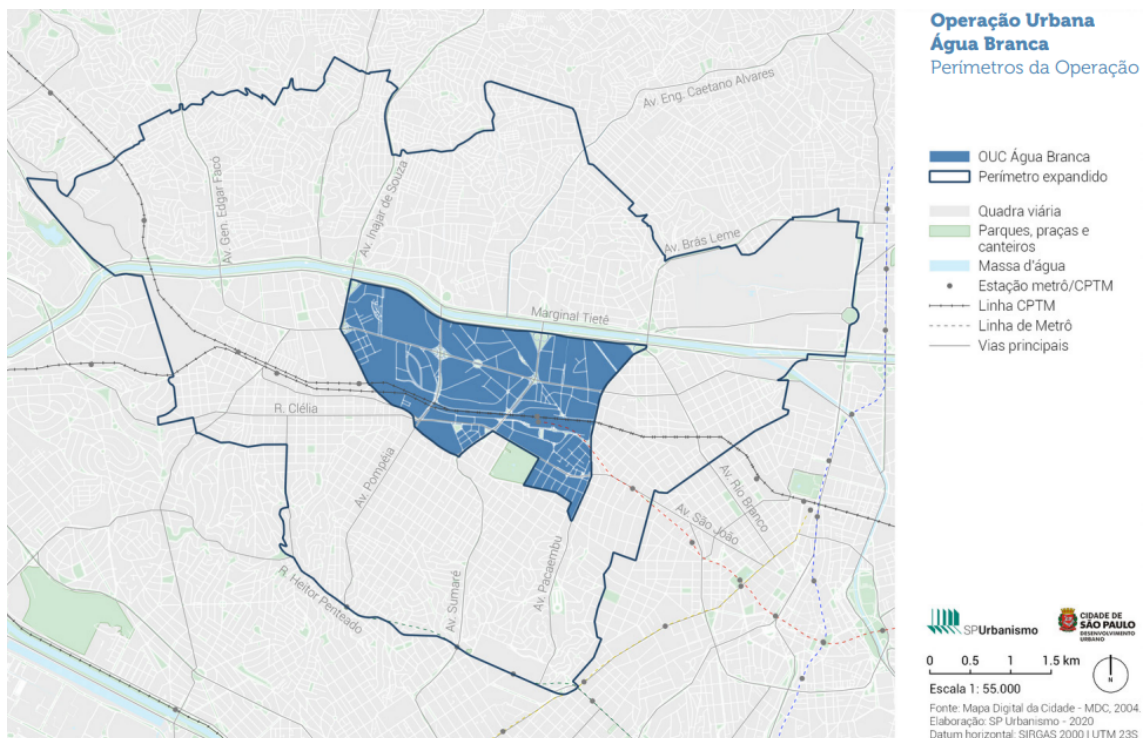 Operação Urbana
Água Branca
Perímetros da Operação
OUC Água Branca
Perímetro expandido
Quadra viária
Parques, praças e
canteiros
Massa d'água
Estação metrô/CPTM
Linha CPTM
Linha de Metrô
Vias principais
Av. Eng. Caetano Alvares
Av. Gen. Edgar Facó
Av. Inajar de Souza
Av. Brás Leme
Marginal Tietê
R. Clélia
Av. Pompéia
Av. Rio Branco
Av. São João
R. Heitor Penteado
Av. Sumaré
Av. Pacaembu
SPUrbanismo
CIDADE DE
SÃO PAULO
DESENVOLVIMENTO
URBANO
0 0.5 1 1.5 km
N
Escala 1: 55.000
Fonte: Mapa Digital da Cidade - MDC, 2004.
Elaboração: SP Urbanismo - 2020
Datum horizontal: SIRGAS 2000 | UTM 23S